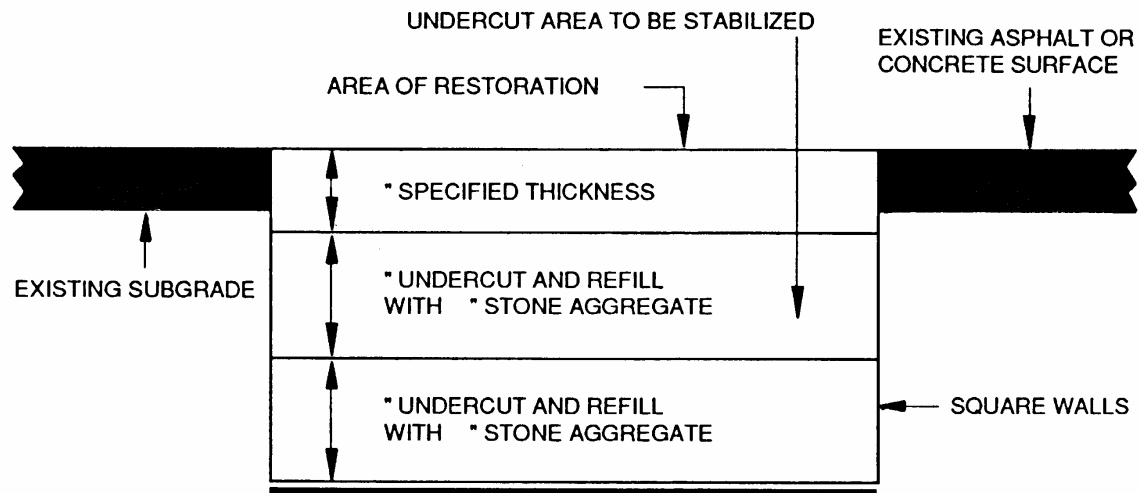 UNDERCUT AREA TO BE STABILIZED
EXISTING ASPHALT OR
CONCRETE SURFACE
AREA OF RESTORATION
" SPECIFIED THICKNESS
EXISTING SUBGRADE
" UNDERCUT AND REFILL
WITH " STONE AGGREGATE
" UNDERCUT AND REFILL
WITH " STONE AGGREGATE
SQUARE WALLS